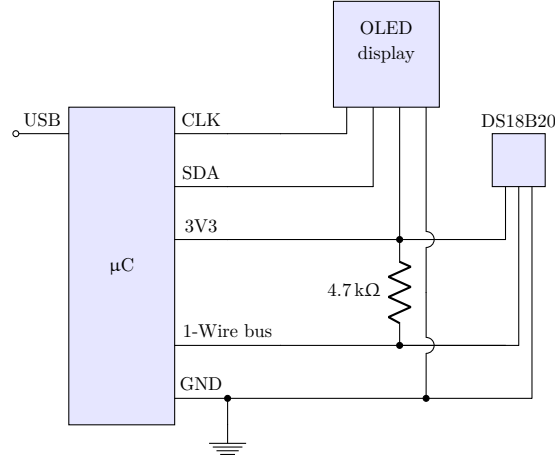 OLED
display
USB
CLK
DS18B20
SDA
3V3
µC
4.7 kΩ
1-Wire bus
GND